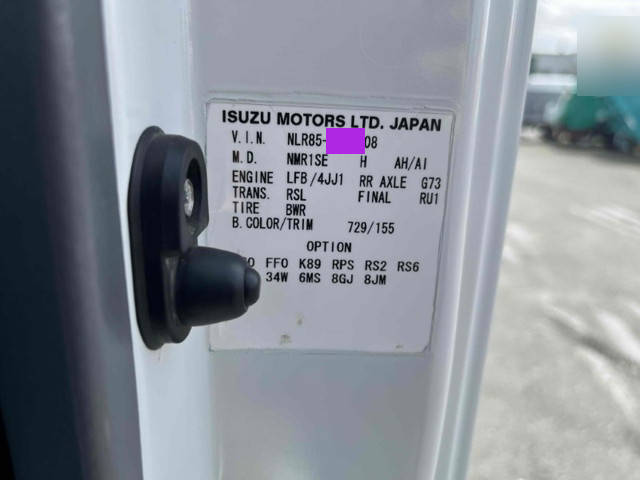 ISUZU MOTORS LTD. JAPAN
V.I.N. NLR85- 08
M.D. NMR1SE H AH/AI
ENGINE LFB/4JJ1 RR AXLE G73
TRANS. RSL FINAL RU1
TIRE BWR
B.COLOR/TRIM 729/155
OPTION
FF0 K89 RPS RS2 RS6
34W 6MS 8GJ 8JM